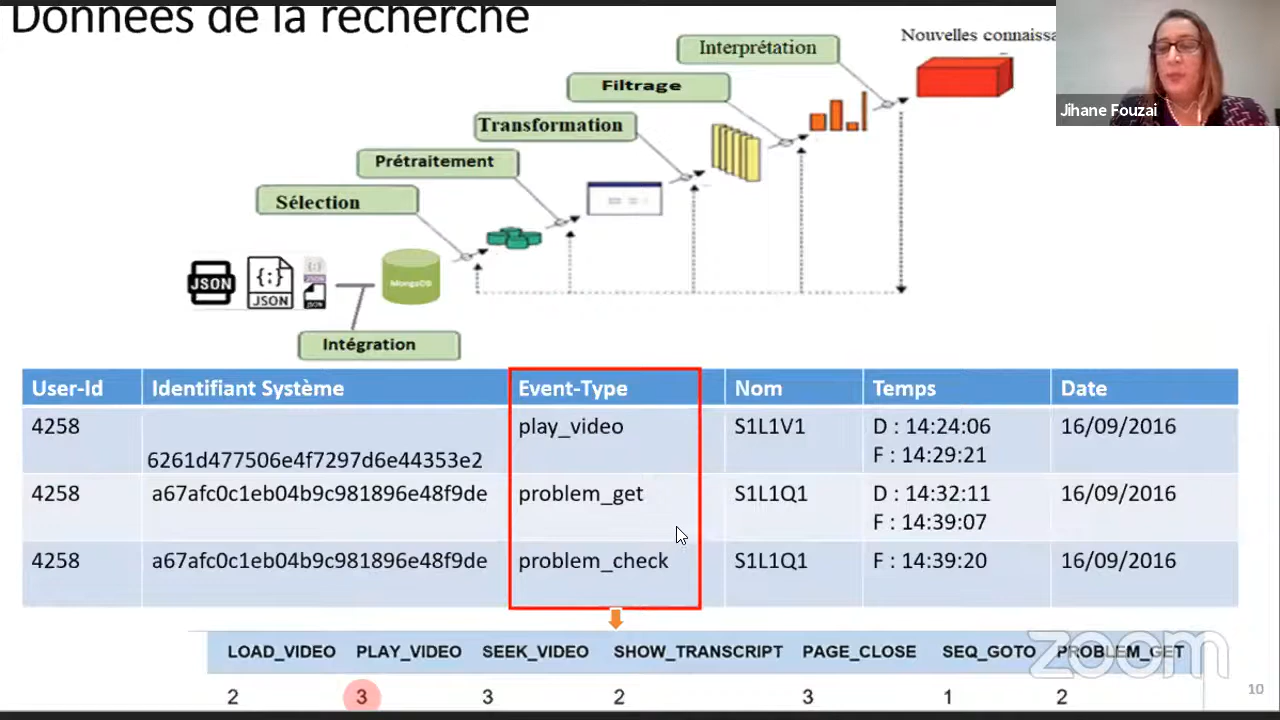 Données de la recherche
Interprétation
Nouvelles connaissa
Filtrage
Transformation
Prétraitement
Sélection
JSON
{:}
JSON
MongoDB
Intégration
Jihane Fouzai
User-Id Identifiant Système Event-Type Nom Temps Date
4258 6261d477506e4f7297d6e44353e2 play_video S1L1V1 D : 14:24:06 16/09/2016
F : 14:29:21
4258 a67afc0c1eb04b9c981896e48f9de problem_get S1L1Q1 D : 14:32:11 16/09/2016
F : 14:39:07
4258 a67afc0c1eb04b9c981896e48f9de problem_check S1L1Q1 F : 14:39:20 16/09/2016
LOAD_VIDEO PLAY_VIDEO SEEK_VIDEO SHOW_TRANSCRIPT PAGE_CLOSE SEQ_GOTO PROBLEM_GET
2 3 3 2 3 1 2
zoom
10